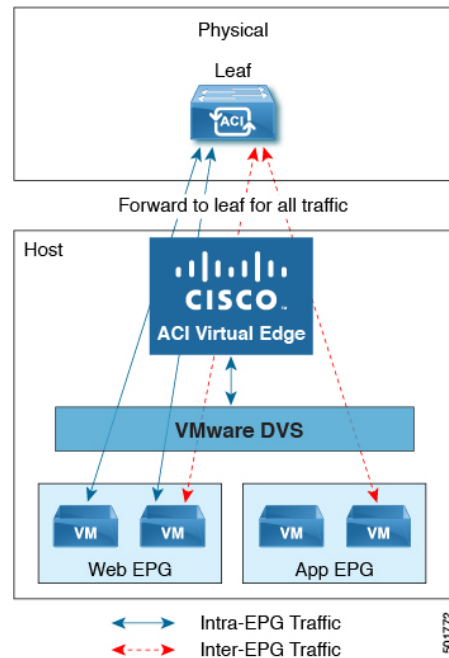 Physical
Leaf
ACI
Forward to leaf for all traffic
Host
CISCO
ACI Virtual Edge
VMware DVS
VM
VM
VM
VM
Web EPG
App EPG
Intra-EPG Traffic
Inter-EPG Traffic
501772